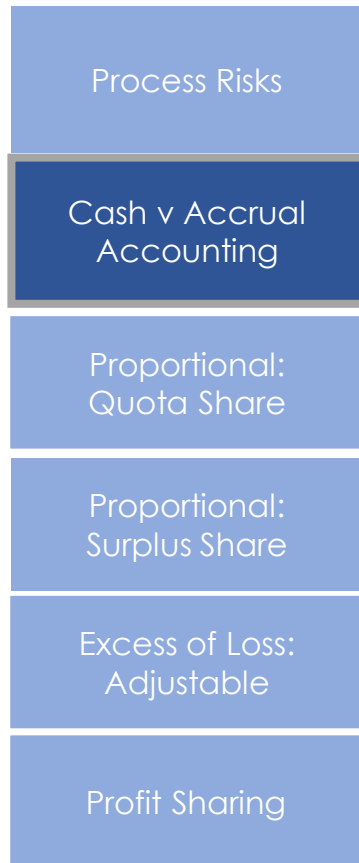 Process Risks
Cash v Accrual
Accounting
Proportional:
Quota Share
Proportional:
Surplus Share
Excess of Loss:
Adjustable
Profit Sharing